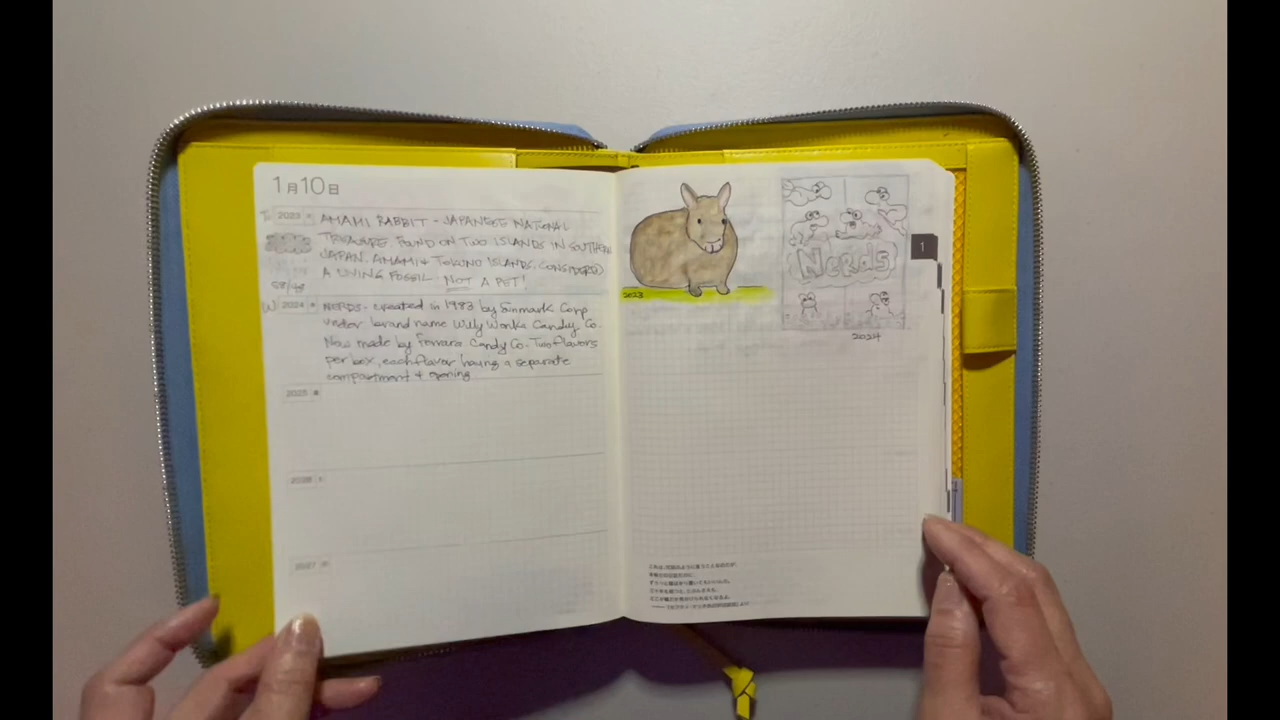 1月10日
2023
AMAMI RABBIT - JAPANESE NATIONAL
TREASURE. FOUND ON TWO ISLANDS IN SOUTHERN
JAPAN. AMAMI + TOKUNO ISLANDS. CONSIDERED
A LIVING FOSSIL. NOT A PET!
W 2024
NERDS - created in 1983 by Sunmark Corp
under brand name Willy Wonka Candy Co.
Now made by Ferrara Candy Co. Two flavors
per box, each flavor having a separate
compartment + opening
2025
2026
2027
2023
Nerds
2024
1